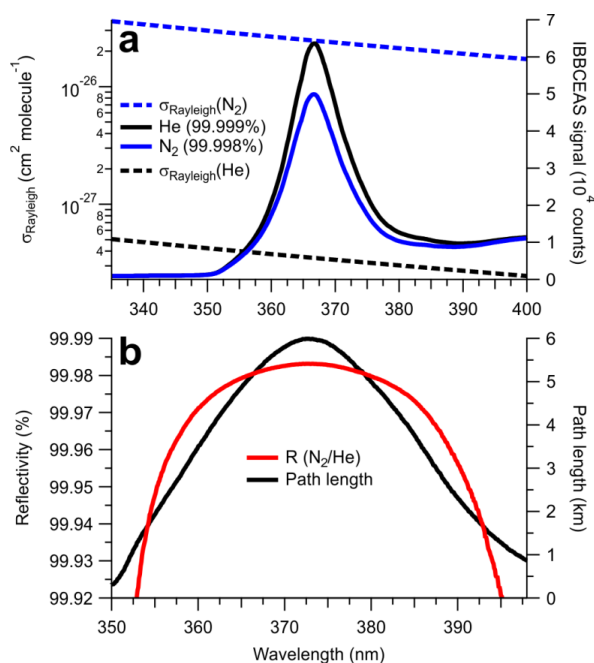 a
σRayleigh (cm² molecule⁻¹)
2
10⁻²⁶
8
6
4
2
10⁻²⁷
8
6
4
σRayleigh(N₂)
He (99.999%)
N₂ (99.998%)
σRayleigh(He)
7
6
5
4
3
2
1
0
IBBCEAS signal (10⁴ counts)
340 350 360 370 380 390 400
b
Reflectivity (%)
99.99
99.98
99.97
99.96
99.95
99.94
99.93
99.92
R (N₂/He)
Path length
6
5
4
3
2
1
0
Path length (km)
350 360 370 380 390
Wavelength (nm)